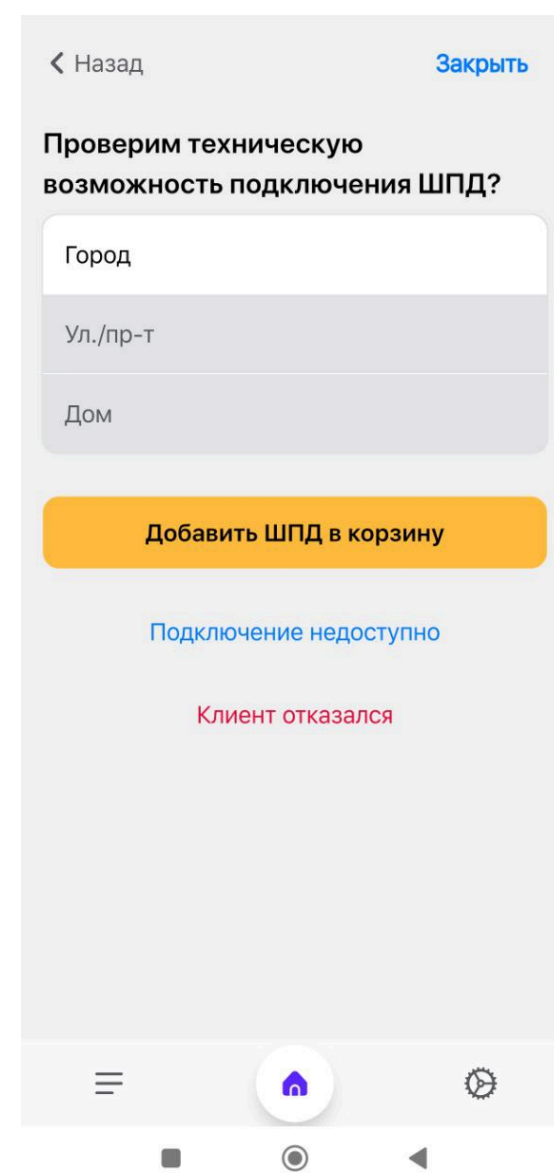 Назад
Закрыть
Проверим техническую
возможность подключения ШПД?
Город
Ул./пр-т
Дом
Добавить ШПД в корзину
Подключение недоступно
Клиент отказался